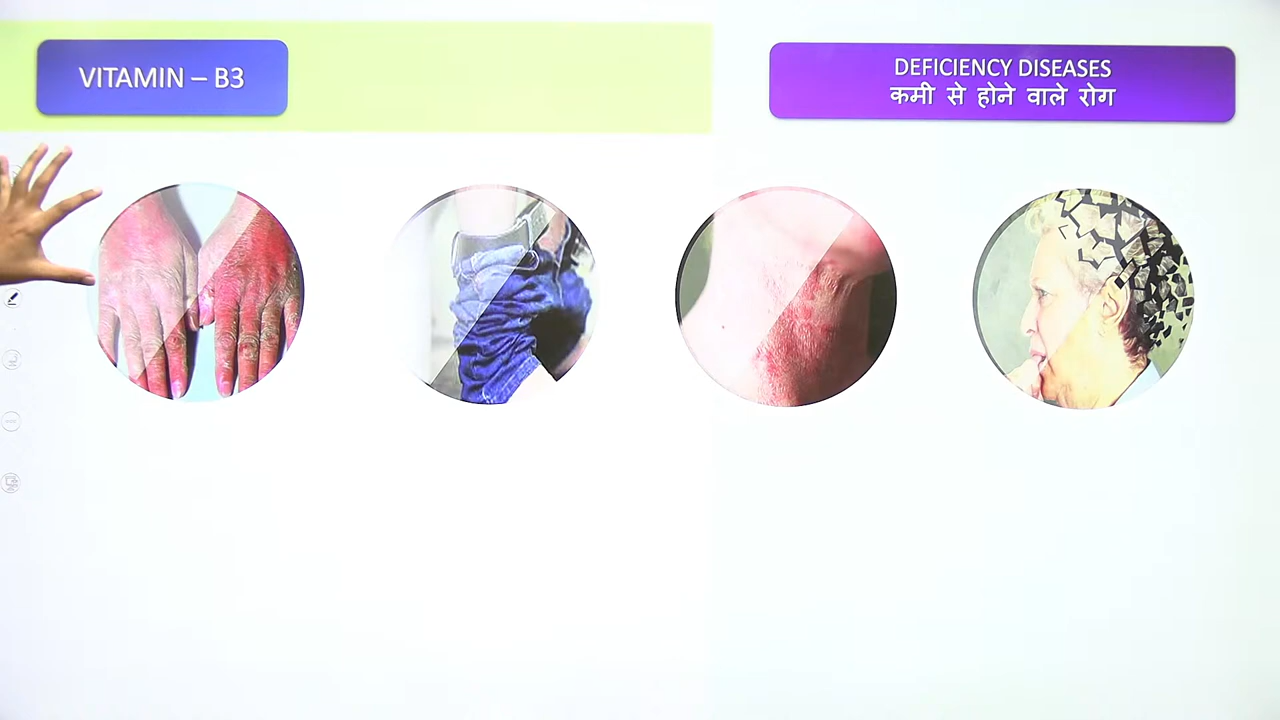 VITAMIN – B3
DEFICIENCY DISEASES
कमी से होने वाले रोग